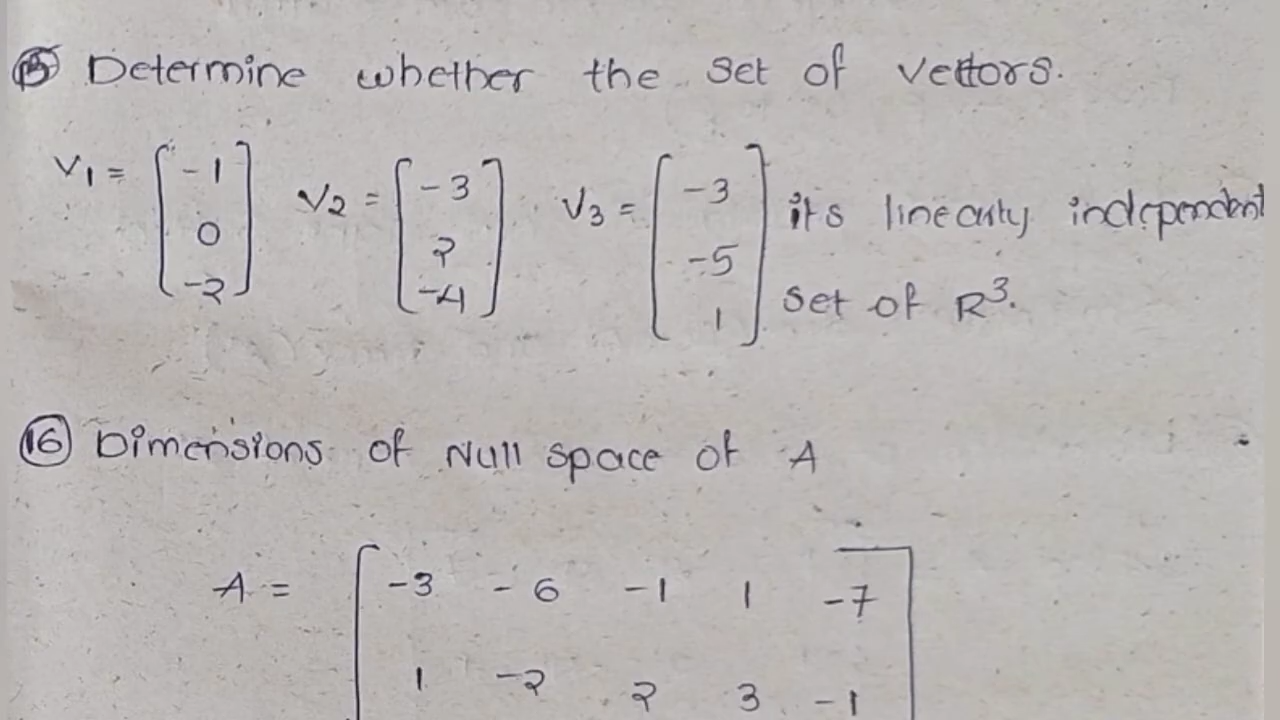 15 Determine whether the set of vectors.
V1 = [ -1 0 -2 ] V2 = [ -3 2 -4 ] V3 = [ -3 -5 1 ] its linearly independent
set of R³.
16 Dimensions of Null space of A
A = [ -3 -6 -1 1 -7
1 -2 2 3 -1